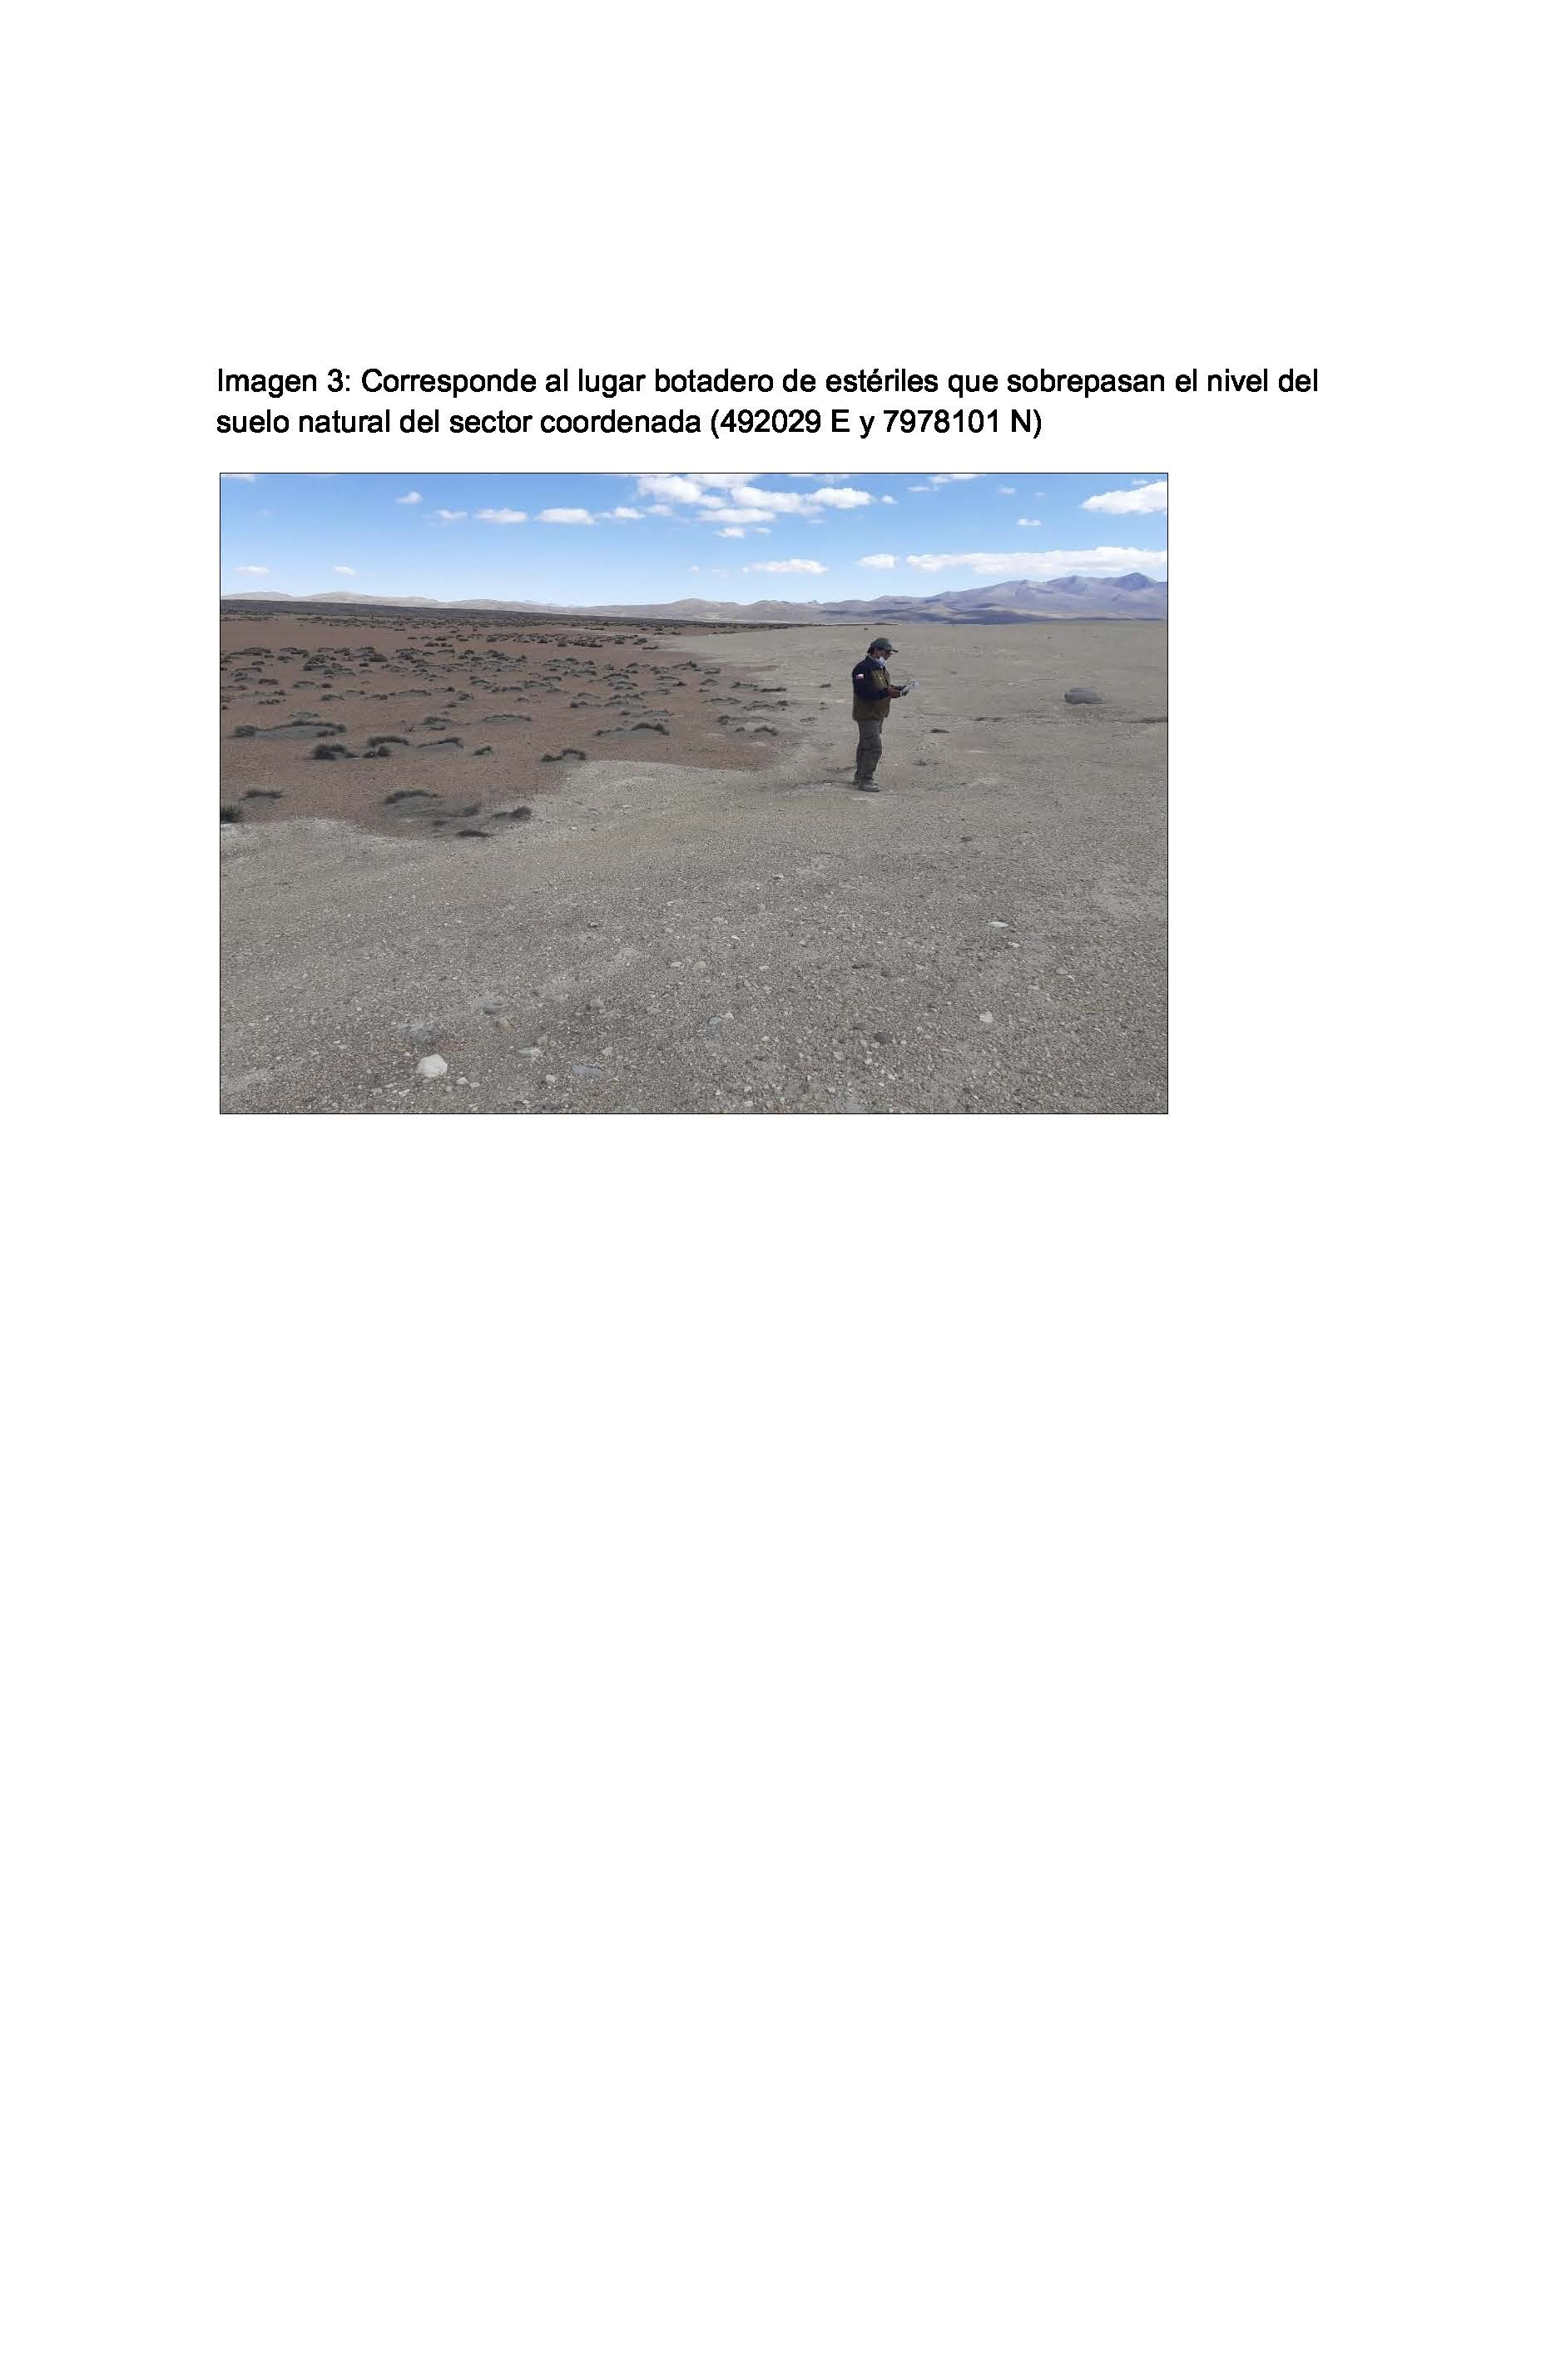 Imagen 3: Corresponde al lugar botadero de estériles que sobrepasan el nivel del
suelo natural del sector coordenada (492029 E y 7978101 N)